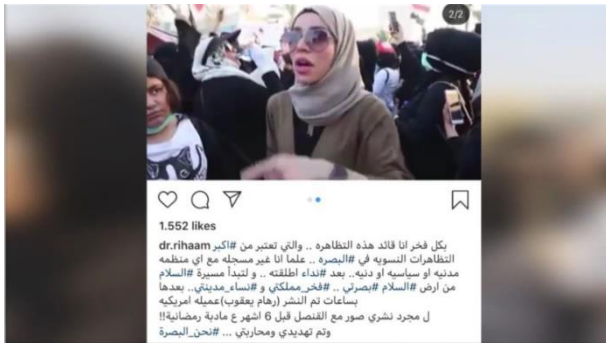 2/2
1.552 likes
dr.rihaam بكل فخر انا قائد هذه التظاهره .. والتي تعتبر من #اكبر
التظاهرات النسويه في #البصره .. علما انا غير مسجله مع اي منظمه
مدنيه او سياسيه او دنيه.. بعد #نداء اطلقته .. و لتبدأ مسيرة #السلام
من ارض #السلام #بصرتي .. #فخر_مملكتي و #نساء_مدينتي.. بعدها
بساعات تم النشر (رهام يعقوب)عميله امريكيه
ل مجرد نشري صور مع القنصل قبل 6 اشهر ع مادبة رمضانية!!
وتم تهديدي ومحاربتي ... #نحن_البصرة